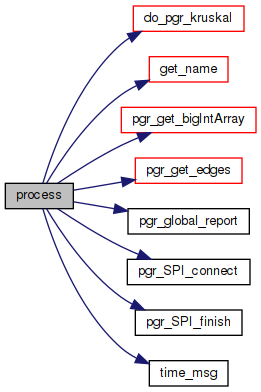 do_pgr_kruskal
get_name
pgr_get_bigIntArray
pgr_get_edges
process
pgr_global_report
pgr_SPI_connect
pgr_SPI_finish
time_msg